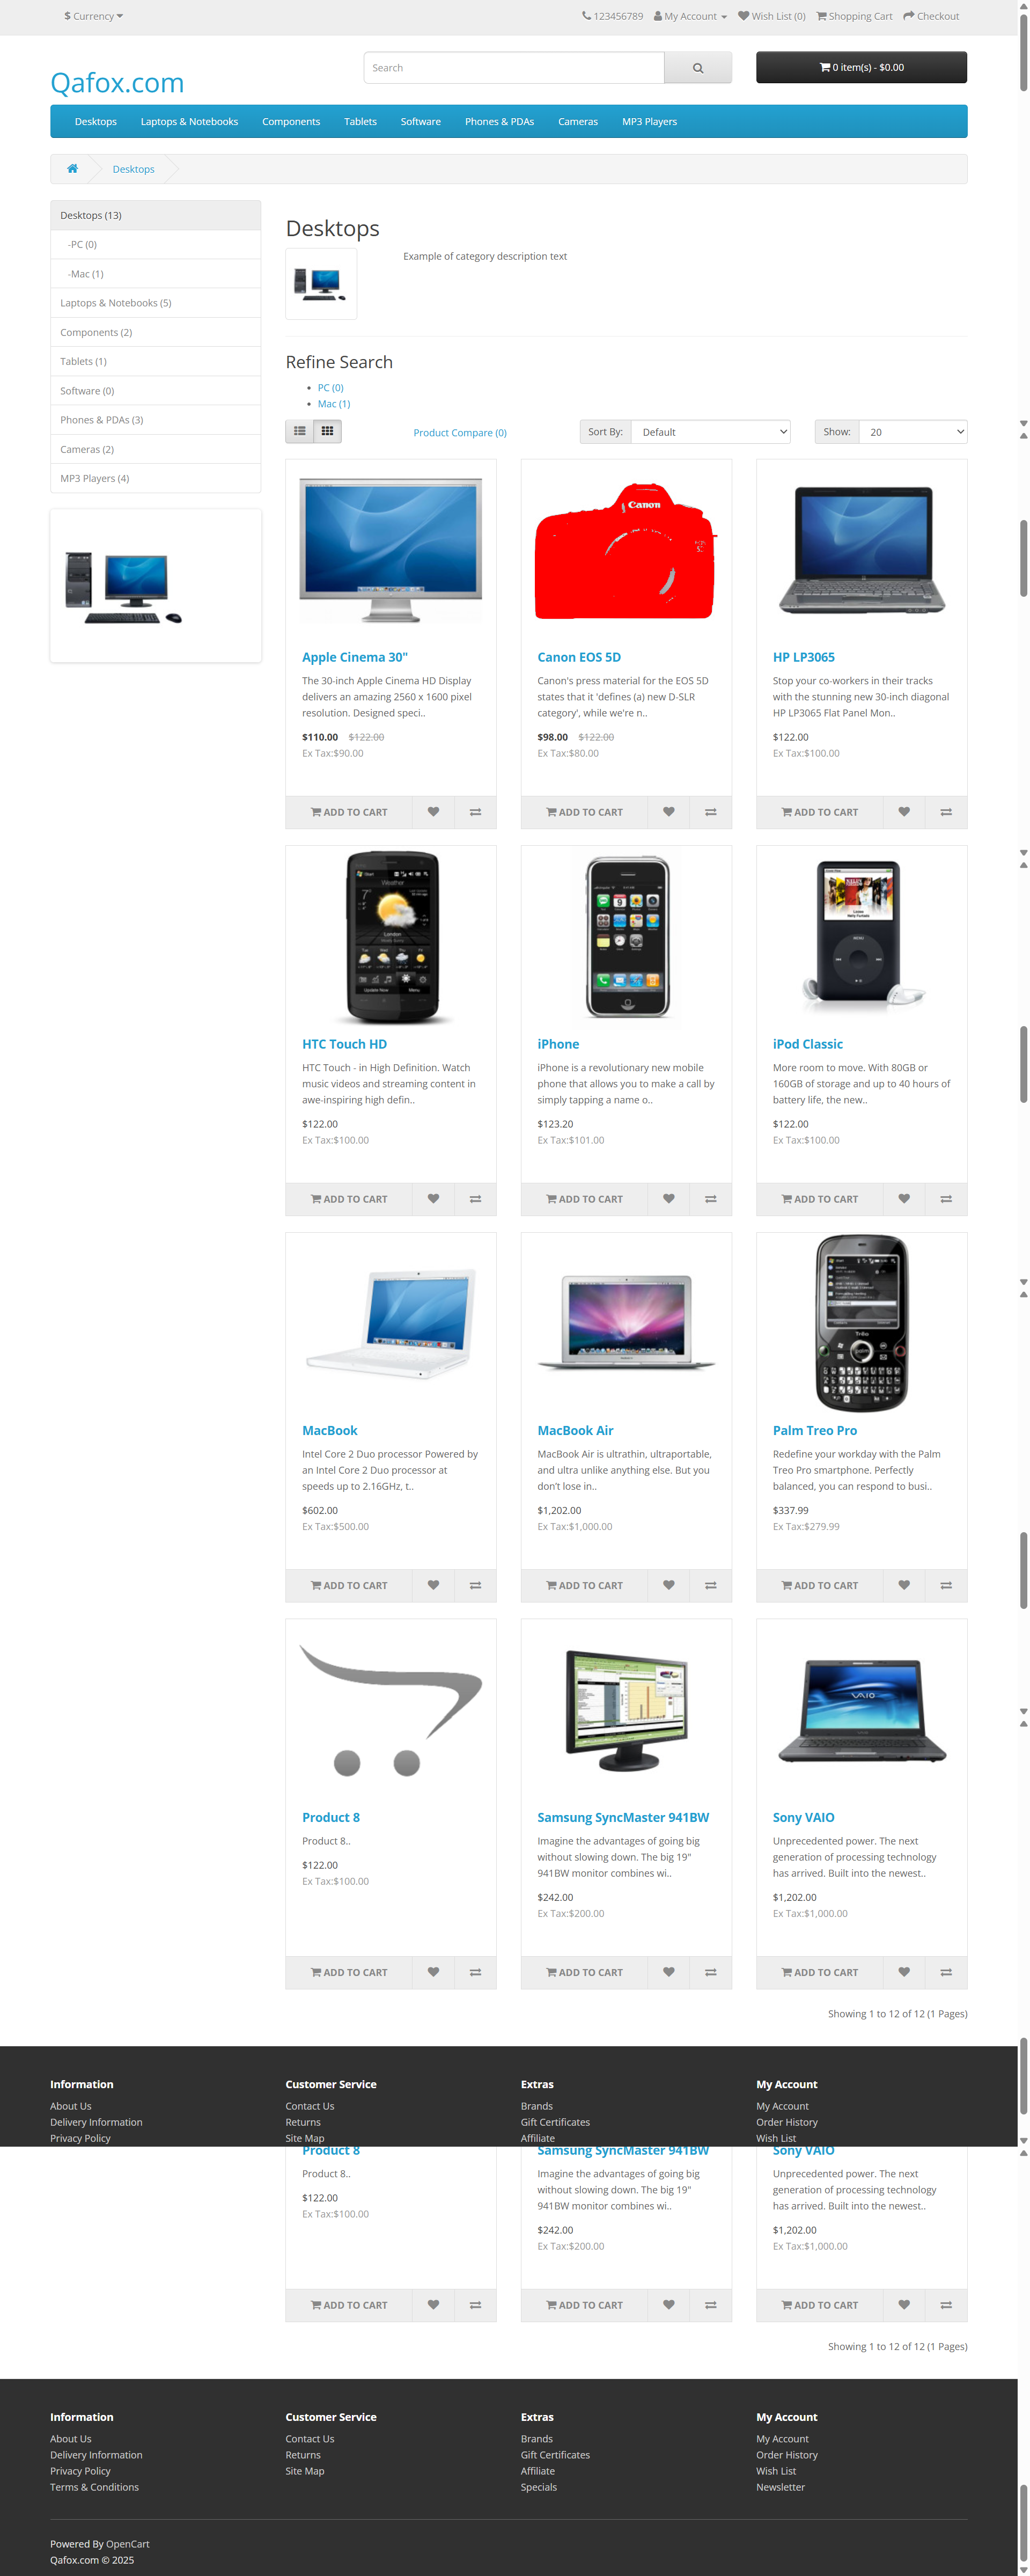 $ Currency
123456789 My Account Wish List (0) Shopping Cart Checkout
Qafox.com
Search
0 item(s) - $0.00
Desktops Laptops & Notebooks Components Tablets Software Phones & PDAs Cameras MP3 Players
Desktops
Desktops (13)
-PC (0)
-Mac (1)
Laptops & Notebooks (5)
Components (2)
Tablets (1)
Software (0)
Phones & PDAs (3)
Cameras (2)
MP3 Players (4)
Desktops
Example of category description text
Refine Search
PC (0)
Mac (1)
Product Compare (0)
Sort By: Default
Show: 20
Canon
Apple Cinema 30"
The 30-inch Apple Cinema HD Display
delivers an amazing 2560 x 1600 pixel
resolution. Designed speci..
$110.00 $122.00
Ex Tax:$90.00
ADD TO CART
Canon EOS 5D
Canon's press material for the EOS 5D
states that it 'defines (a) new D-SLR
category', while we're n..
$98.00 $122.00
Ex Tax:$80.00
ADD TO CART
HP LP3065
Stop your co-workers in their tracks
with the stunning new 30-inch diagonal
HP LP3065 Flat Panel Mon..
$122.00
Ex Tax:$100.00
ADD TO CART
Start
Weather
London
Update Now Menu
MENU
HTC Touch HD
HTC Touch - in High Definition. Watch
music videos and streaming content in
awe-inspiring high defin..
$122.00
Ex Tax:$100.00
ADD TO CART
iPhone
iPhone is a revolutionary new mobile
phone that allows you to make a call by
simply tapping a name o..
$123.20
Ex Tax:$101.00
ADD TO CART
iPod Classic
More room to move. With 80GB or
160GB of storage and up to 40 hours of
battery life, the new..
$122.00
Ex Tax:$100.00
ADD TO CART
Treo
MacBook
Intel Core 2 Duo processor Powered by
an Intel Core 2 Duo processor at
speeds up to 2.16GHz, t..
$602.00
Ex Tax:$500.00
ADD TO CART
MacBook Air
MacBook Air is ultrathin, ultraportable,
and ultra unlike anything else. But you
don't lose in..
$1,202.00
Ex Tax:$1,000.00
ADD TO CART
Palm Treo Pro
Redefine your workday with the Palm
Treo Pro smartphone. Perfectly
balanced, you can respond to busi..
$337.99
Ex Tax:$279.99
ADD TO CART
VAIO
Product 8
Product 8..
$122.00
Ex Tax:$100.00
ADD TO CART
Samsung SyncMaster 941BW
Imagine the advantages of going big
without slowing down. The big 19"
941BW monitor combines wi..
$242.00
Ex Tax:$200.00
ADD TO CART
Sony VAIO
Unprecedented power. The next
generation of processing technology
has arrived. Built into the newest..
$1,202.00
Ex Tax:$1,000.00
ADD TO CART
Showing 1 to 12 of 12 (1 Pages)
Information
About Us
Delivery Information
Privacy Policy
Customer Service
Contact Us
Returns
Site Map
Extras
Brands
Gift Certificates
Affiliate
My Account
My Account
Order History
Wish List
Product 8
Product 8..
$122.00
Ex Tax:$100.00
ADD TO CART
Samsung SyncMaster 941BW
Imagine the advantages of going big
without slowing down. The big 19"
941BW monitor combines wi..
$242.00
Ex Tax:$200.00
ADD TO CART
Sony VAIO
Unprecedented power. The next
generation of processing technology
has arrived. Built into the newest..
$1,202.00
Ex Tax:$1,000.00
ADD TO CART
Showing 1 to 12 of 12 (1 Pages)
Information
About Us
Delivery Information
Privacy Policy
Terms & Conditions
Customer Service
Contact Us
Returns
Site Map
Extras
Brands
Gift Certificates
Affiliate
Specials
My Account
My Account
Order History
Wish List
Newsletter
Powered By OpenCart
Qafox.com © 2025